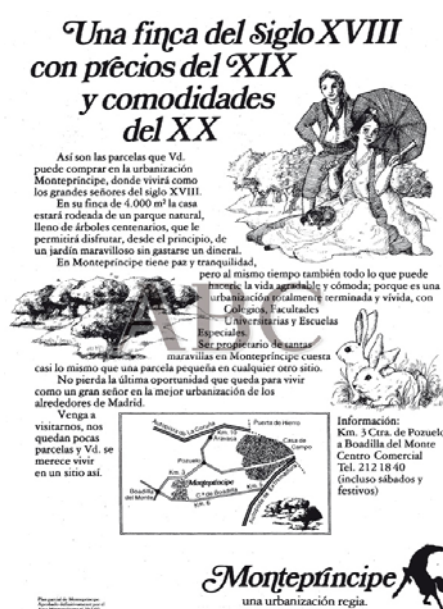 Una finca del Siglo XVIII
con precios del XIX
y comodidades
del XX
Así son las parcelas que Vd.
puede comprar en la urbanización
Montepríncipe, donde vivirá como
los grandes señores del siglo XVIII.
En su finca de 4.000 m² la casa
estará rodeada de un parque natural,
lleno de árboles centenarios, que le
permitirá disfrutar, desde el principio, de
un jardín maravilloso sin gastarse un dineral.
En Montepríncipe tiene paz y tranquilidad,
pero al mismo tiempo también todo lo que puede
hacerle la vida agradable y cómoda; porque es una
urbanización totalmente terminada y vivida, con
Colegios, Facultades
Universitarias y Escuelas
Especiales.
Ser propietario de tantas
maravillas en Montepríncipe cuesta
casi lo mismo que una parcela pequeña en cualquier otro sitio.
No pierda la última oportunidad que queda para vivir
como un gran señor en la mejor urbanización de los
alrededores de Madrid.
Venga a
visitarnos, nos
quedan pocas
parcelas y Vd. se
merece vivir
en un sitio así.
ABC
Autopista de La Coruña
Km. 10
Aravaca
Puerta de Hierro
Casa de
Campo
Pozuelo
Km. 3
Montepríncipe
Boadilla
del Monte
C.ª de Boadilla
Km. 6
Km. 5
Información:
Km. 3 Ctra. de Pozuelo
a Boadilla del Monte
Centro Comercial
Tel. 212 18 40
(incluso sábados y
festivos)
Montepríncipe
una urbanización regia.